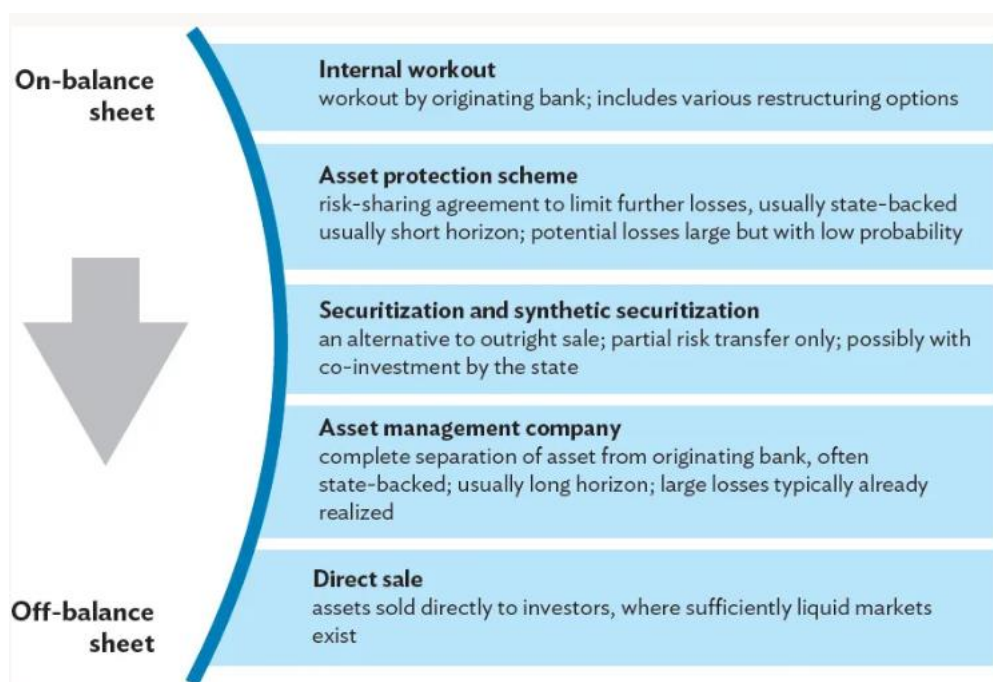 On-balance
sheet
Internal workout
workout by originating bank; includes various restructuring options
Asset protection scheme
risk-sharing agreement to limit further losses, usually state-backed
usually short horizon; potential losses large but with low probability
Securitization and synthetic securitization
an alternative to outright sale; partial risk transfer only; possibly with
co-investment by the state
Asset management company
complete separation of asset from originating bank, often
state-backed; usually long horizon; large losses typically already
realized
Off-balance
sheet
Direct sale
assets sold directly to investors, where sufficiently liquid markets
exist